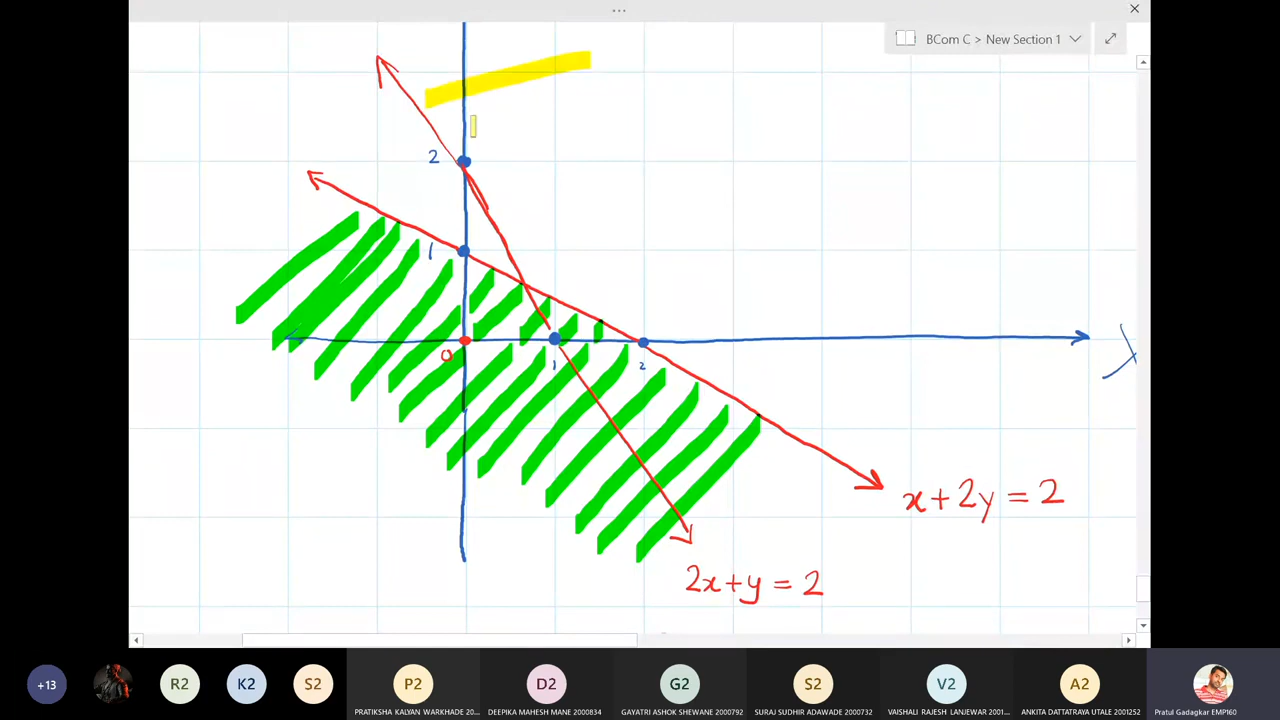 BCom C > New Section 1
2
1
O
1
2
X
x+2y = 2
2x+y = 2
+13
R2
K2
S2
P2
D2
G2
S2
V2
A2
PRATIKSHA KALYAN WARKHADE 20...
DEEPIKA MAHESH MANE 2000834
GAYATRI ASHOK SHEWANE 2000792
SURAJ SUDHIR ADAWADE 2000732
VAISHALI RAJESH LANJEWAR 2001...
ANKITA DATTATRAYA UTALE 2001252
Pratul Gadagkar EMP160